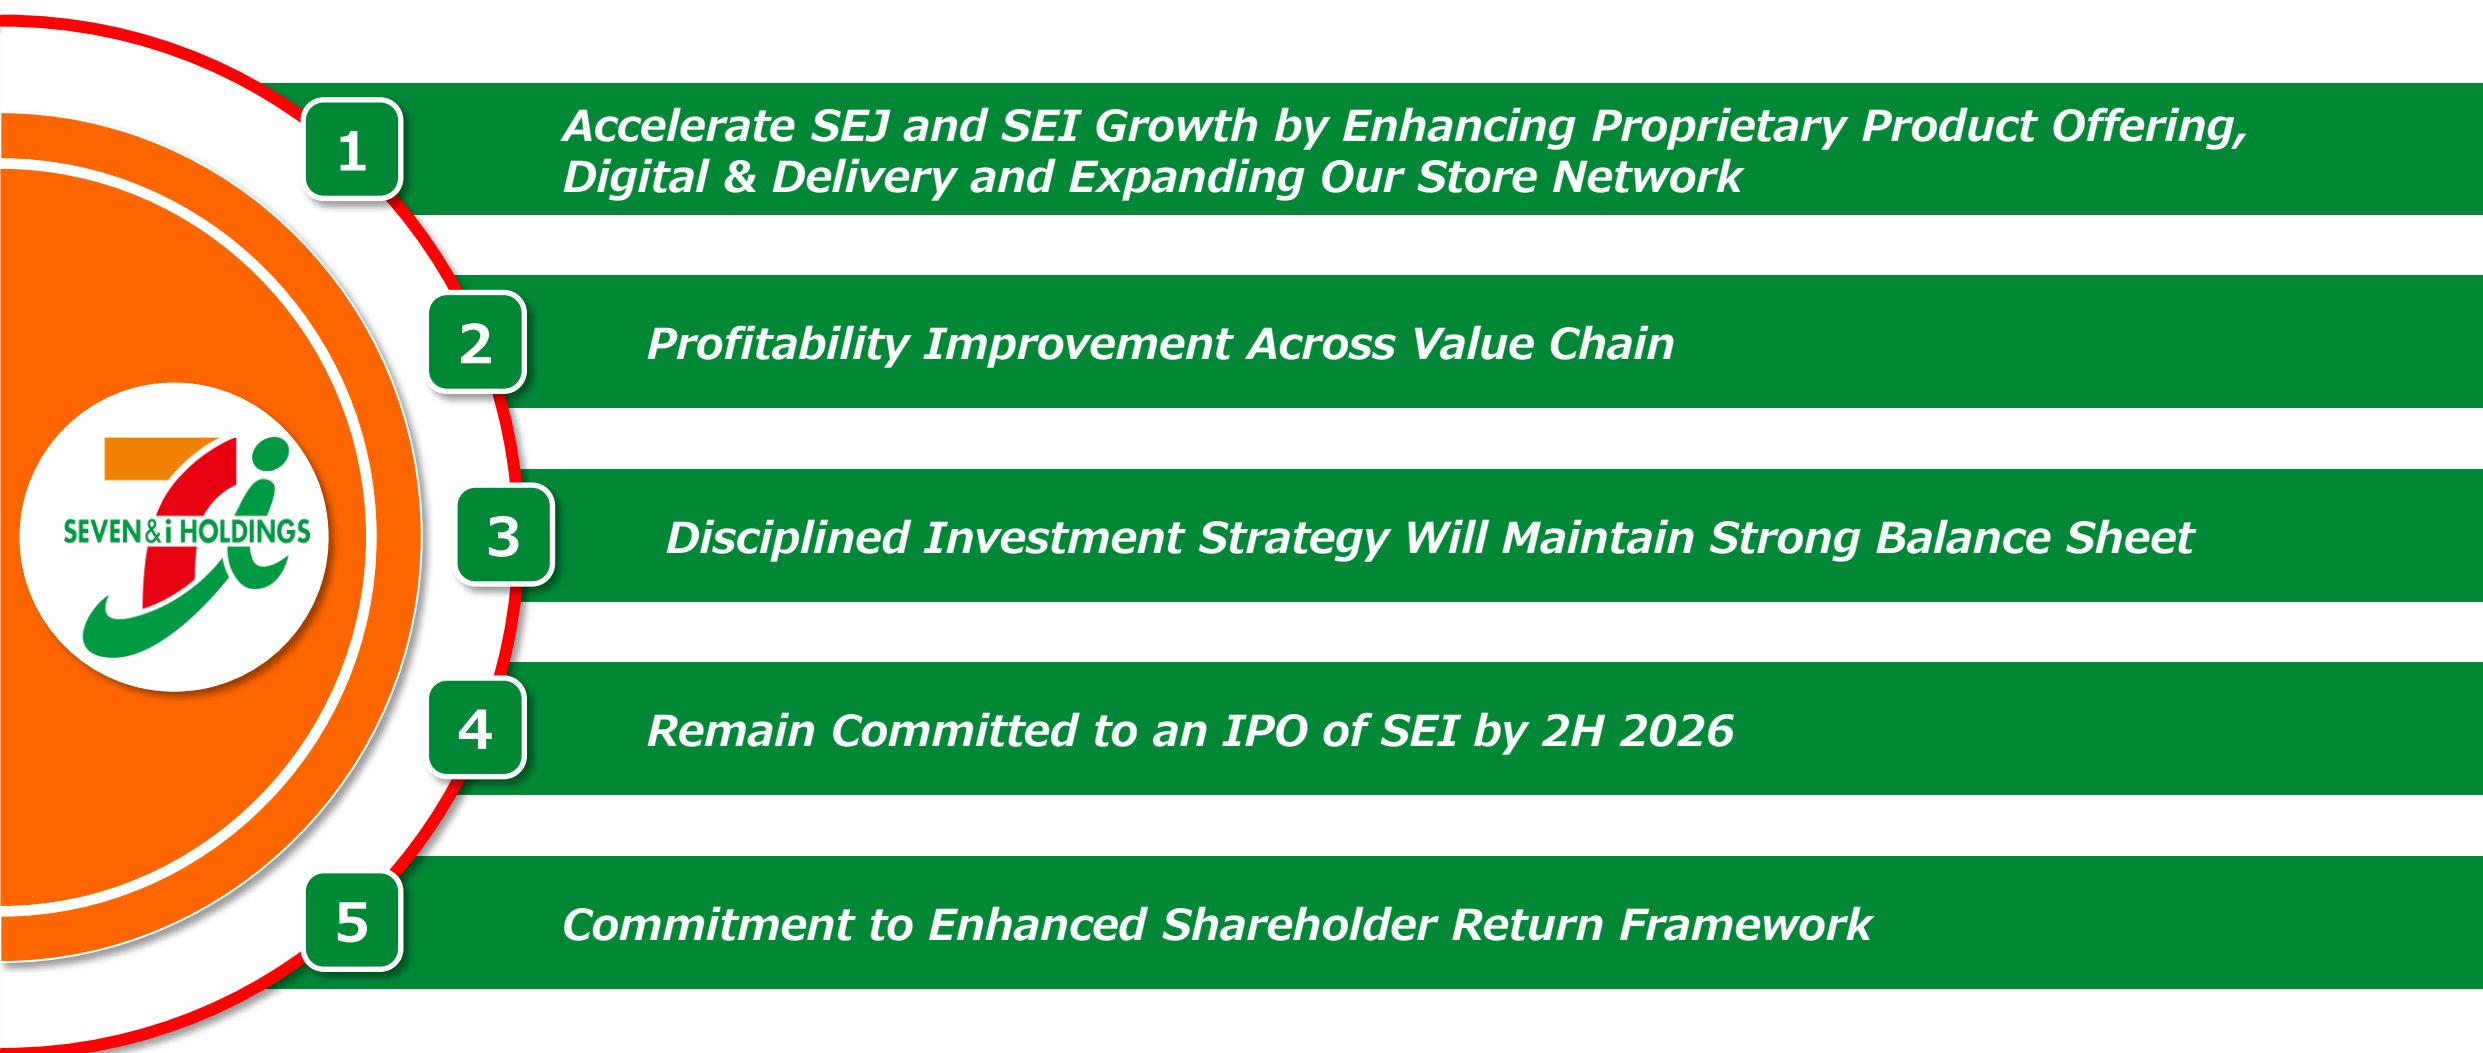 1
Accelerate SEJ and SEI Growth by Enhancing Proprietary Product Offering,
Digital & Delivery and Expanding Our Store Network
2
Profitability Improvement Across Value Chain
SEVEN&i HOLDINGS
3
Disciplined Investment Strategy Will Maintain Strong Balance Sheet
4
Remain Committed to an IPO of SEI by 2H 2026
5
Commitment to Enhanced Shareholder Return Framework